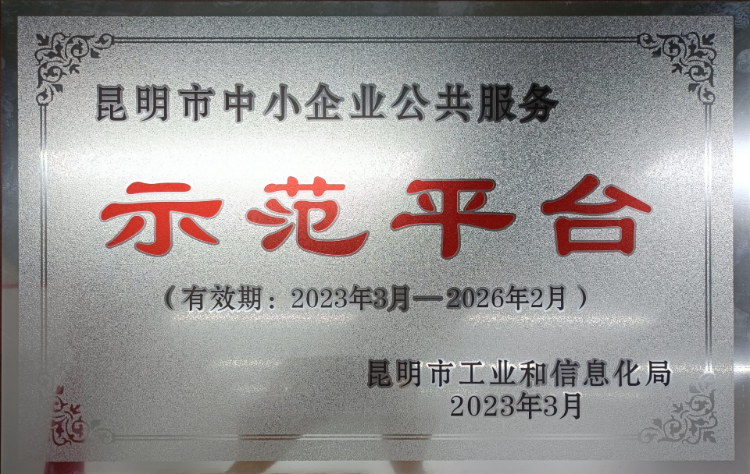 昆明市中小企业公共服务
示范平台
（有效期：2023年3月—2026年2月）
昆明市工业和信息化局
2023年3月